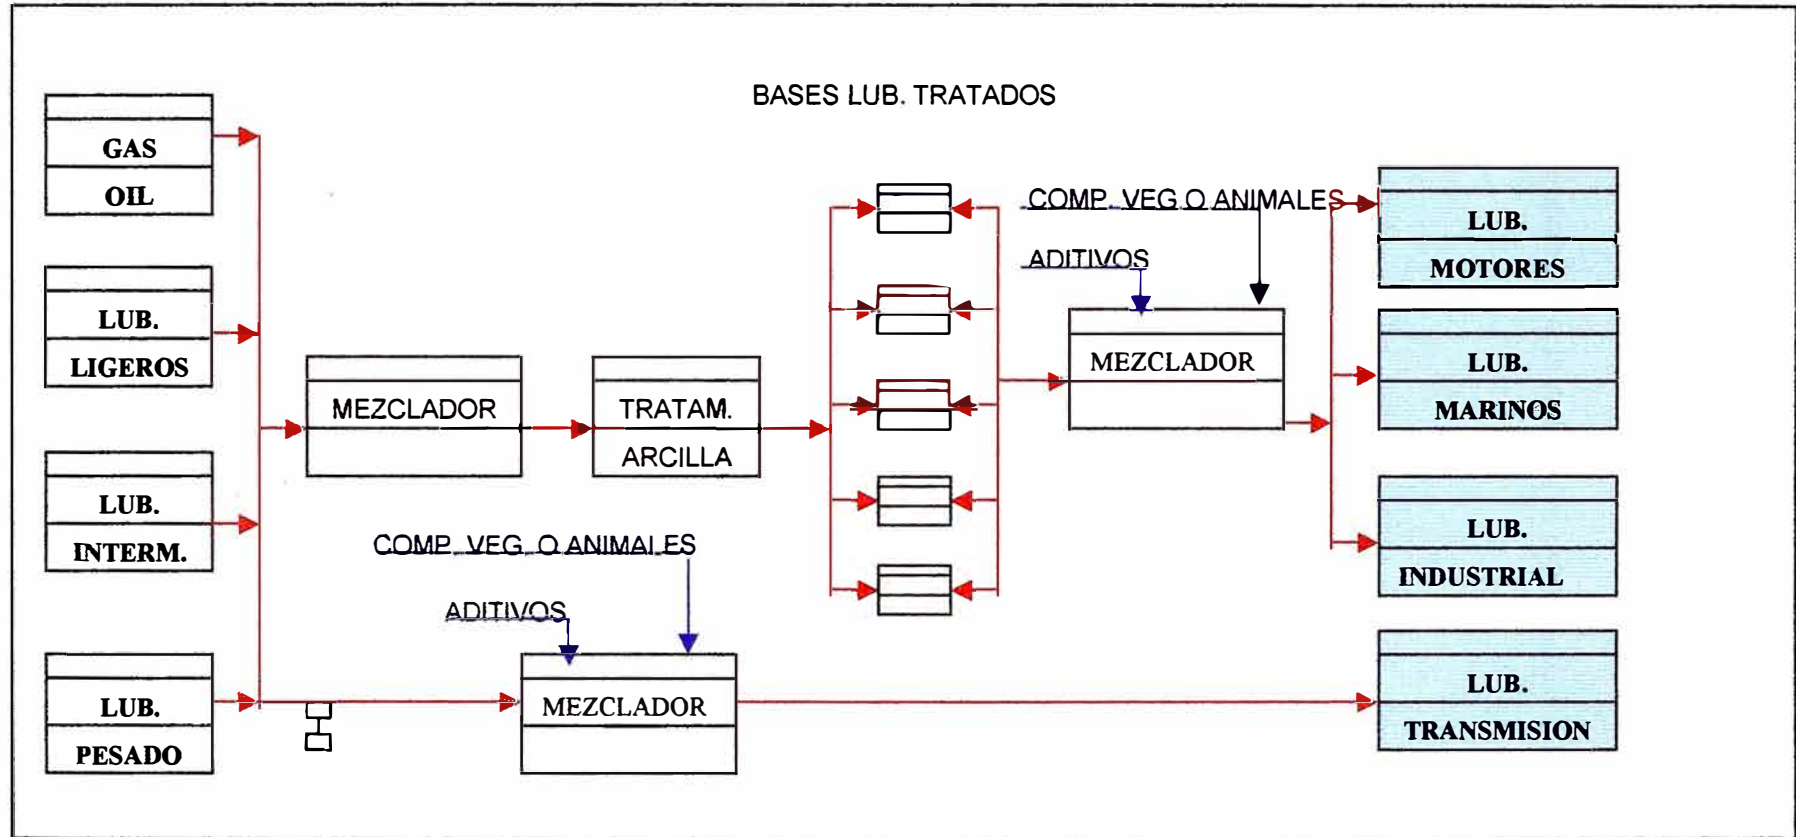 BASES LUB. TRATADOS
GAS
OIL
LUB.
LIGEROS
LUB.
INTERM.
LUB.
PESADO
MEZCLADOR
TRATAM.
ARCILLA
COMP. VEG. O ANIMALES
ADITIVOS
MEZCLADOR
COMP. VEG O ANIMALES
ADITIVOS
MEZCLADOR
LUB.
MOTORES
LUB.
MARINOS
LUB.
INDUSTRIAL
LUB.
TRANSMISION